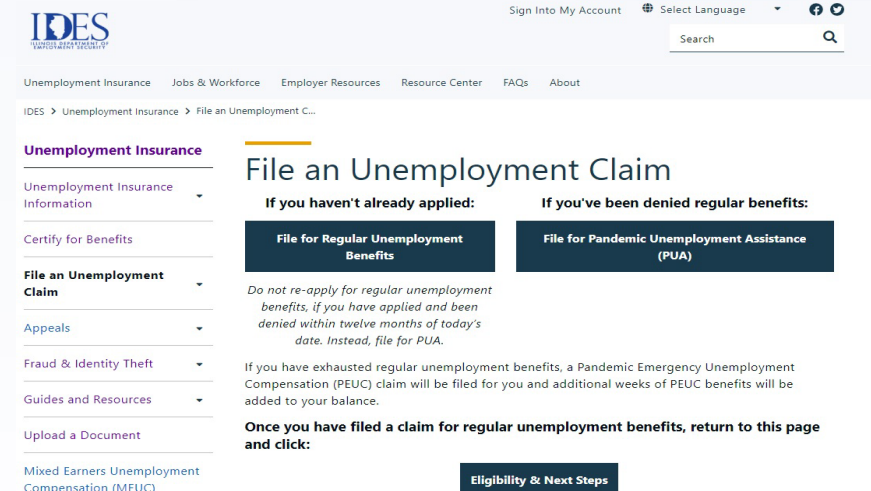 IDES
ILLINOIS DEPARTMENT OF
EMPLOYMENT SECURITY
Sign Into My Account
Select Language
Search
Unemployment Insurance
Jobs & Workforce
Employer Resources
Resource Center
FAQs
About
IDES
Unemployment Insurance
File an Unemployment C...
Unemployment Insurance
Unemployment Insurance
Information
Certify for Benefits
File an Unemployment
Claim
Appeals
Fraud & Identity Theft
Guides and Resources
Upload a Document
Mixed Earners Unemployment
Compensation (MEUC)
File an Unemployment Claim
If you haven't already applied:
File for Regular Unemployment
Benefits
Do not re-apply for regular unemployment
benefits, if you have applied and been
denied within twelve months of today's
date. Instead, file for PUA.
If you've been denied regular benefits:
File for Pandemic Unemployment Assistance
(PUA)
If you have exhausted regular unemployment benefits, a Pandemic Emergency Unemployment
Compensation (PEUC) claim will be filed for you and additional weeks of PEUC benefits will be
added to your balance.
Once you have filed a claim for regular unemployment benefits, return to this page
and click:
Eligibility & Next Steps